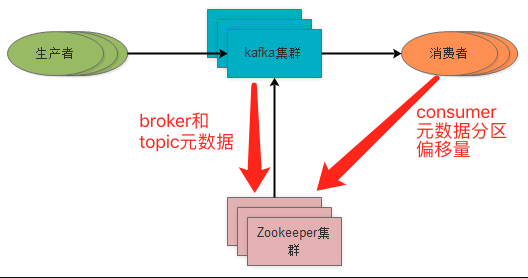 生产者
kafka集群
消费者
broker和
topic元数据
consumer
元数据分区
偏移量
Zookeeper集
群